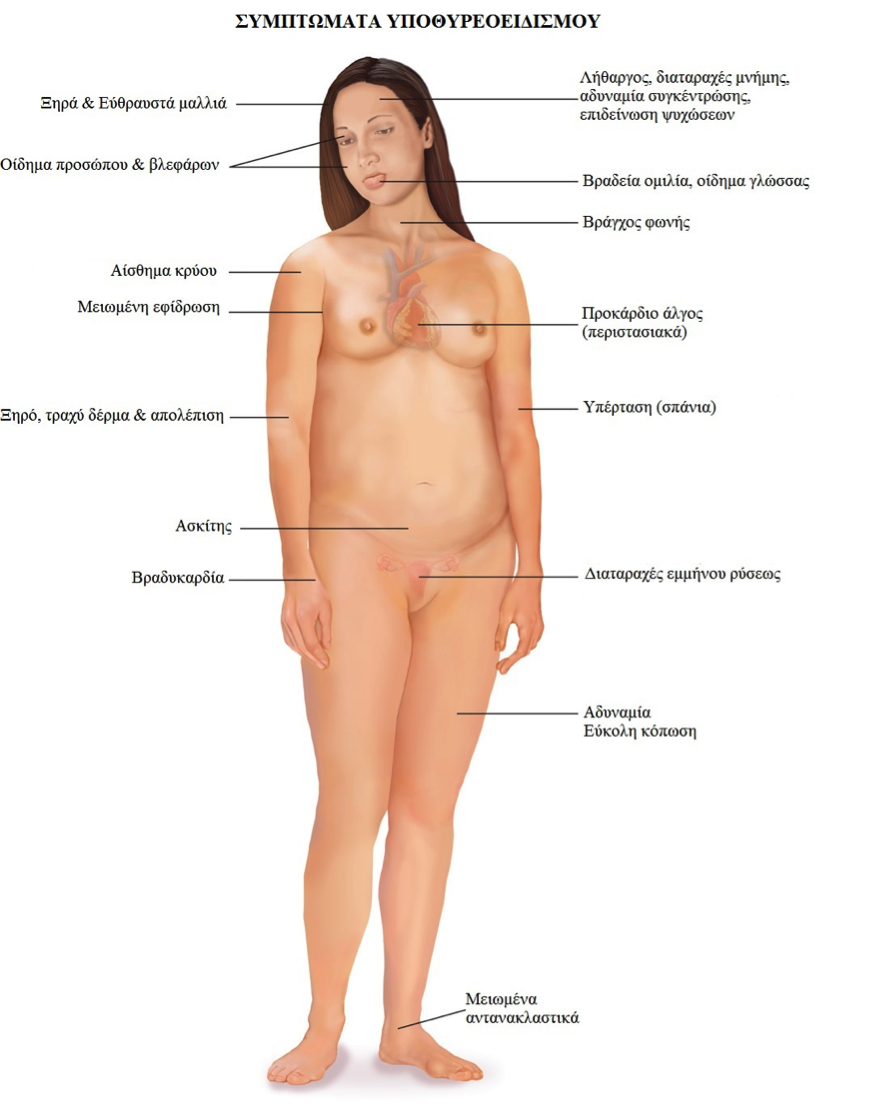 ΣΥΜΠΤΩΜΑΤΑ ΥΠΟΘΥΡΕΟΕΙΔΙΣΜΟΥ
Ξηρά & Εύθραυστά μαλλιά
Οίδημα προσώπου & βλεφάρων
Αίσθημα κρύου
Μειωμένη εφίδρωση
Ξηρό, τραχύ δέρμα & απολέπιση
Ασκίτης
Βραδυκαρδία
Λήθαργος, διαταραχές μνήμης,
αδυναμία συγκέντρώσης,
επιδείνωση ψυχώσεων
Βραδεία ομιλία, οίδημα γλώσσας
Βράγχος φωνής
Προκάρδιο άλγος
(περιστασιακά)
Υπέρταση (σπάνια)
Διαταραχές εμμήνου ρύσεως
Αδυναμία
Εύκολη κόπωση
Μειωμένα
αντανακλαστικά